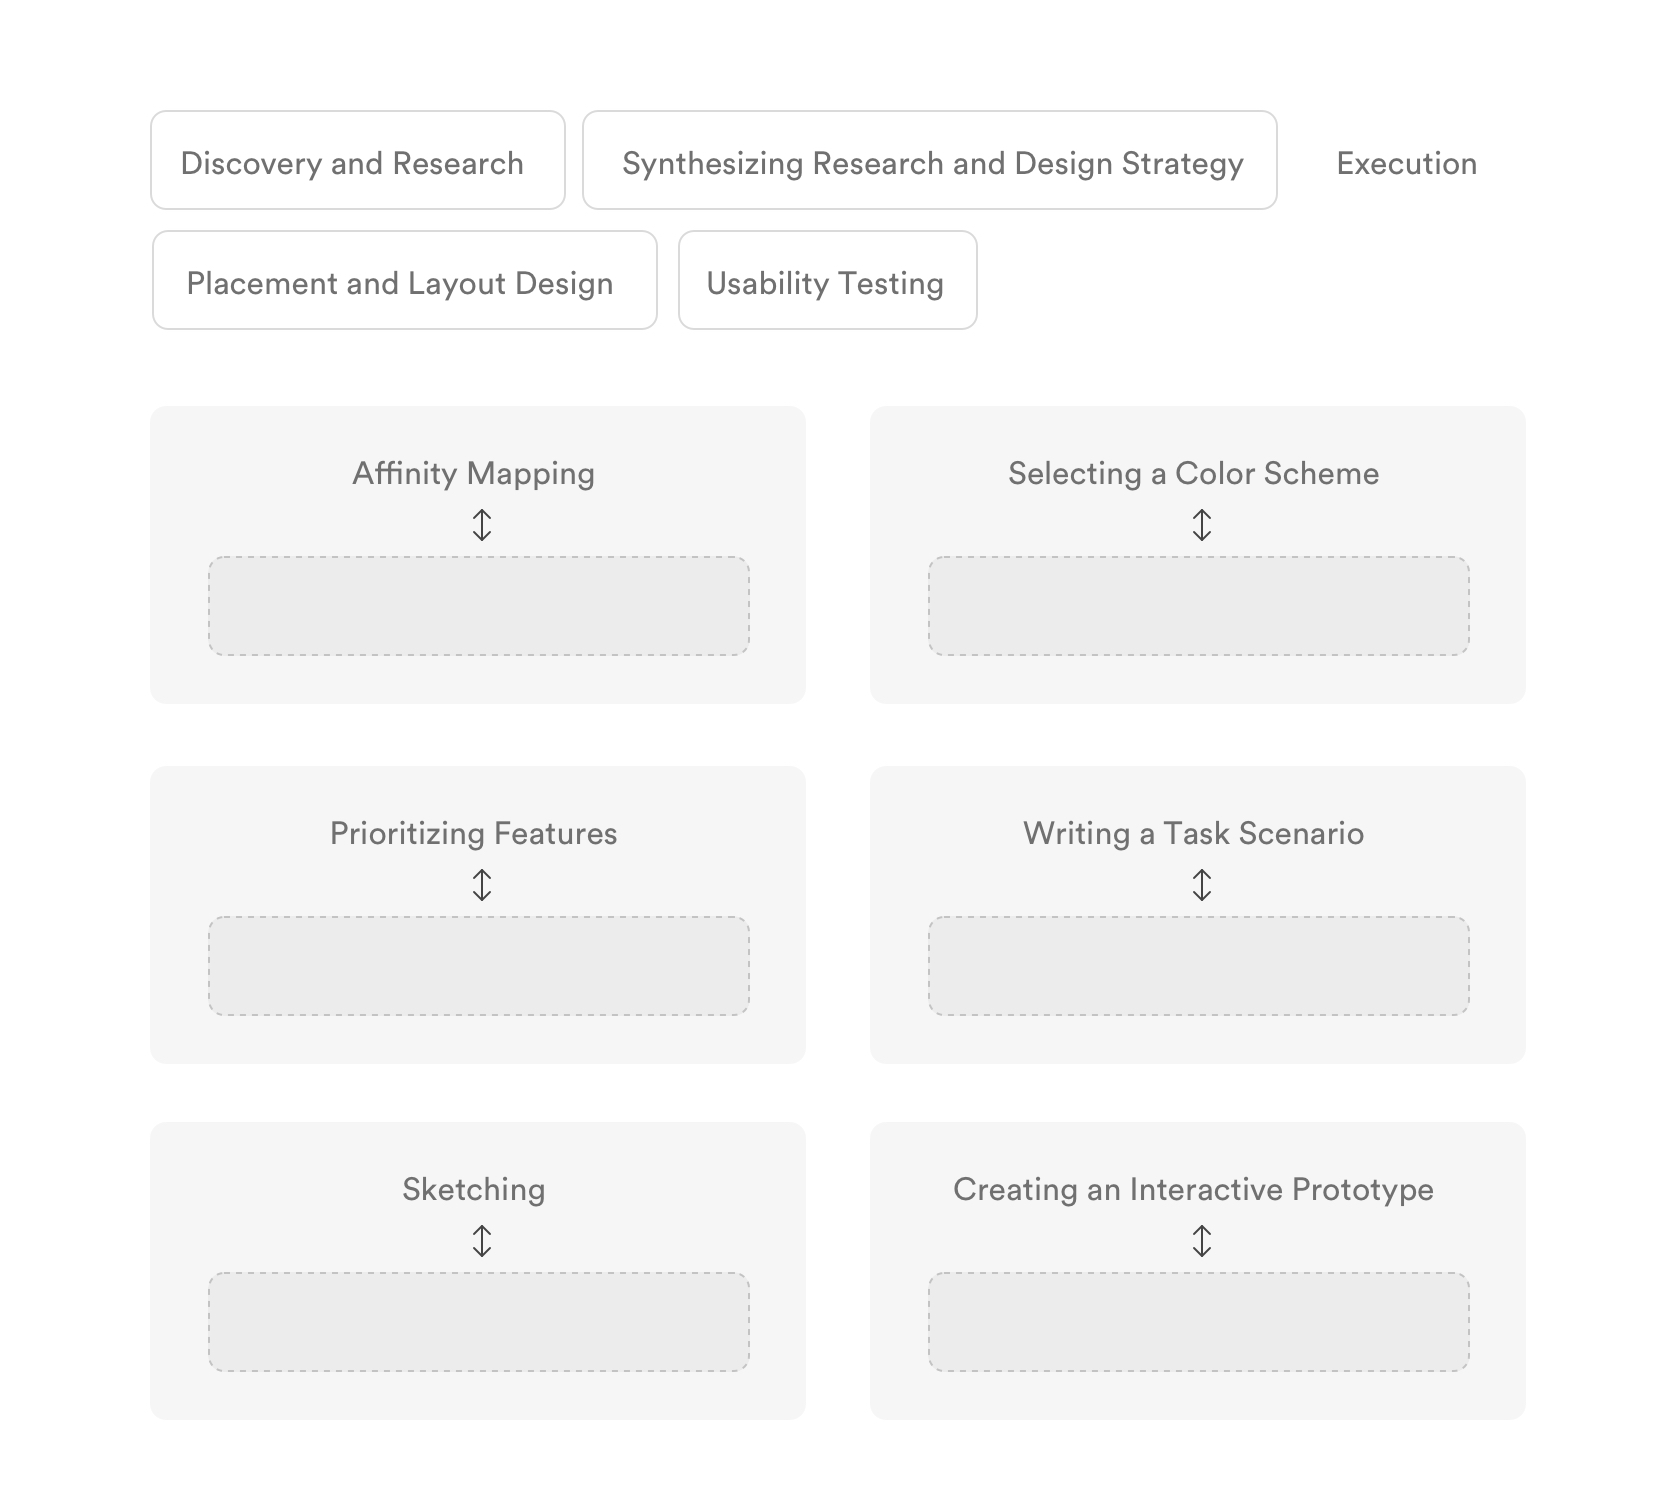 Discovery and Research
Synthesizing Research and Design Strategy
Execution
Placement and Layout Design
Usability Testing
Affinity Mapping
Selecting a Color Scheme
Prioritizing Features
Writing a Task Scenario
Sketching
Creating an Interactive Prototype